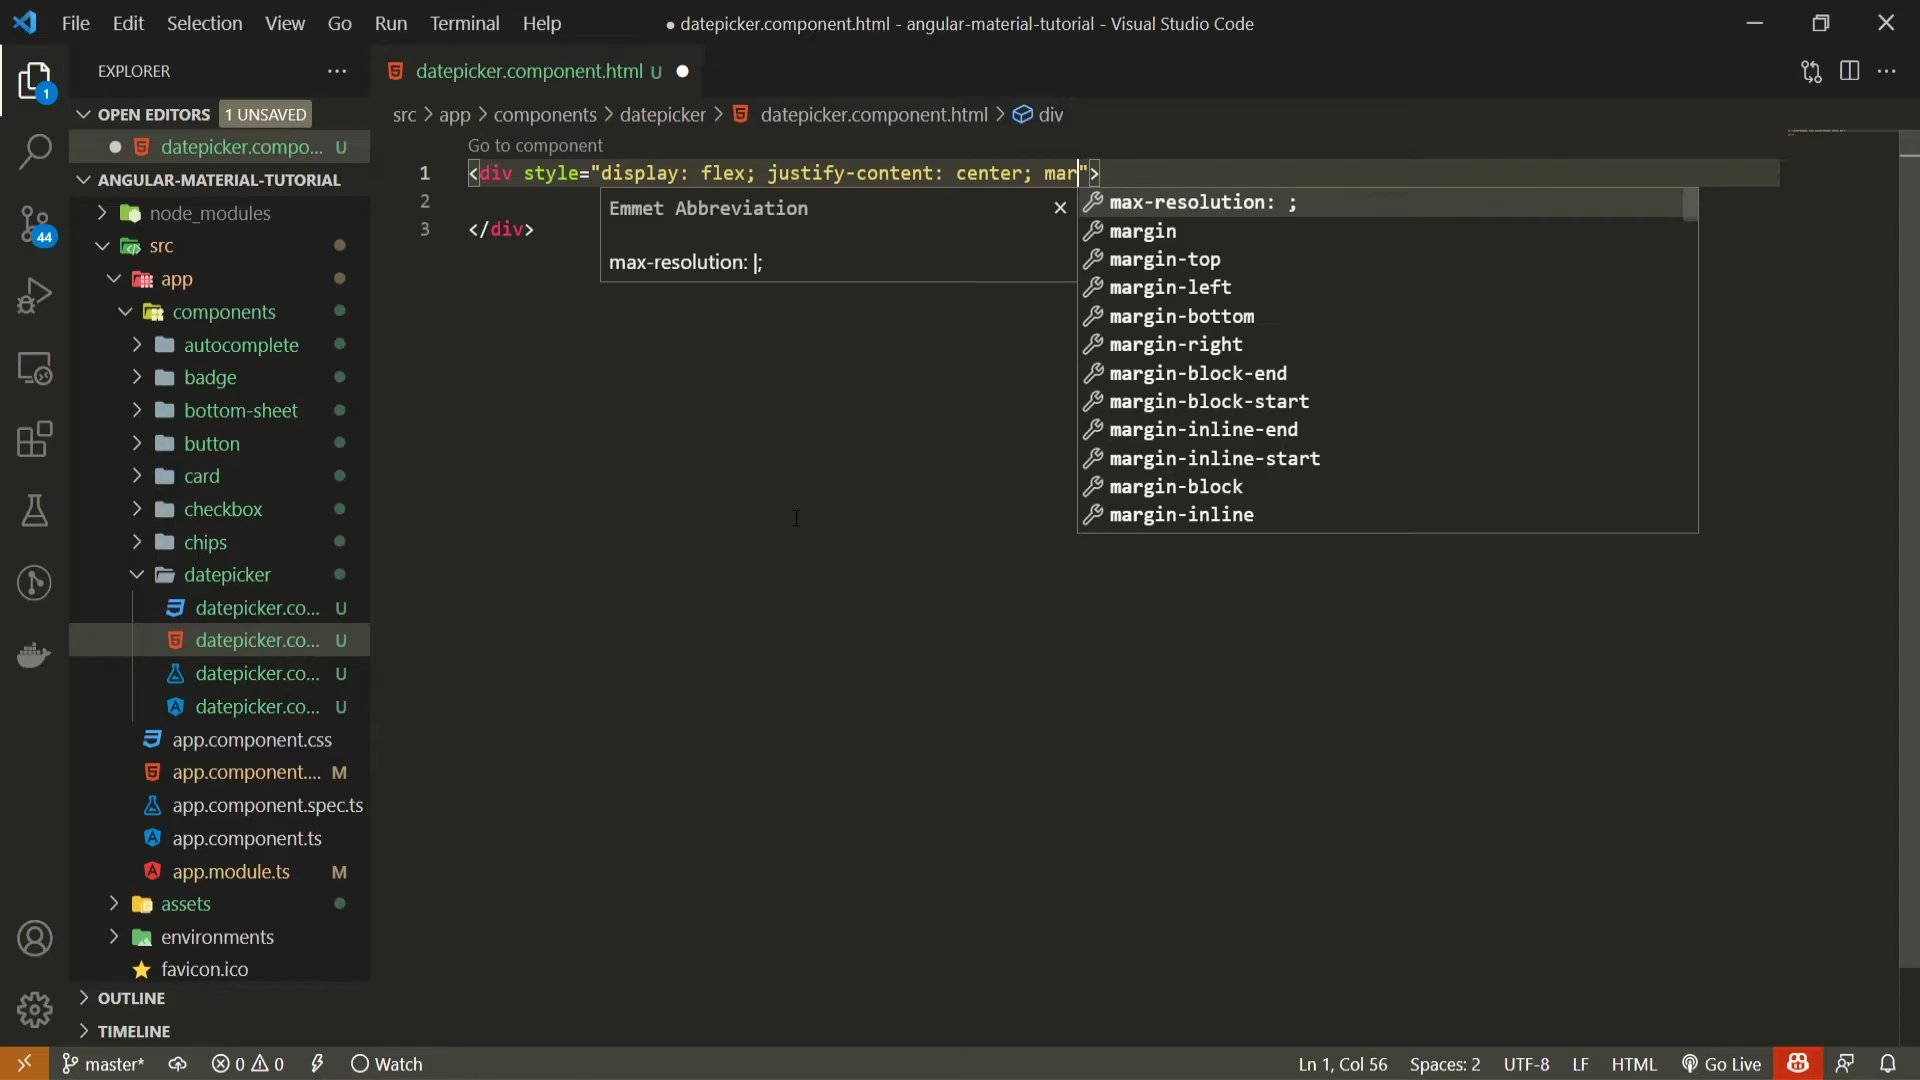 File Edit Selection View Go Run Terminal Help
● datepicker.component.html - angular-material-tutorial - Visual Studio Code
EXPLORER
datepicker.component.html U
OPEN EDITORS 1 UNSAVED
datepicker.compo... U
ANGULAR-MATERIAL-TUTORIAL
node_modules
src
app
components
autocomplete
badge
bottom-sheet
button
card
checkbox
chips
datepicker
datepicker.co... U
datepicker.co... U
datepicker.co... U
datepicker.co... U
app.component.css
app.component.... M
app.component.spec.ts
app.component.ts
app.module.ts M
assets
environments
favicon.ico
OUTLINE
TIMELINE
1
44
src > app > components > datepicker > datepicker.component.html > div
Go to component
1 <div style="display: flex; justify-content: center; mar">
2
3 </div>
Emmet Abbreviation
max-resolution: |;
max-resolution: ;
margin
margin-top
margin-left
margin-bottom
margin-right
margin-block-end
margin-block-start
margin-inline-end
margin-inline-start
margin-block
margin-inline
master* 0 0 Watch
Ln 1, Col 56 Spaces: 2 UTF-8 LF HTML Go Live